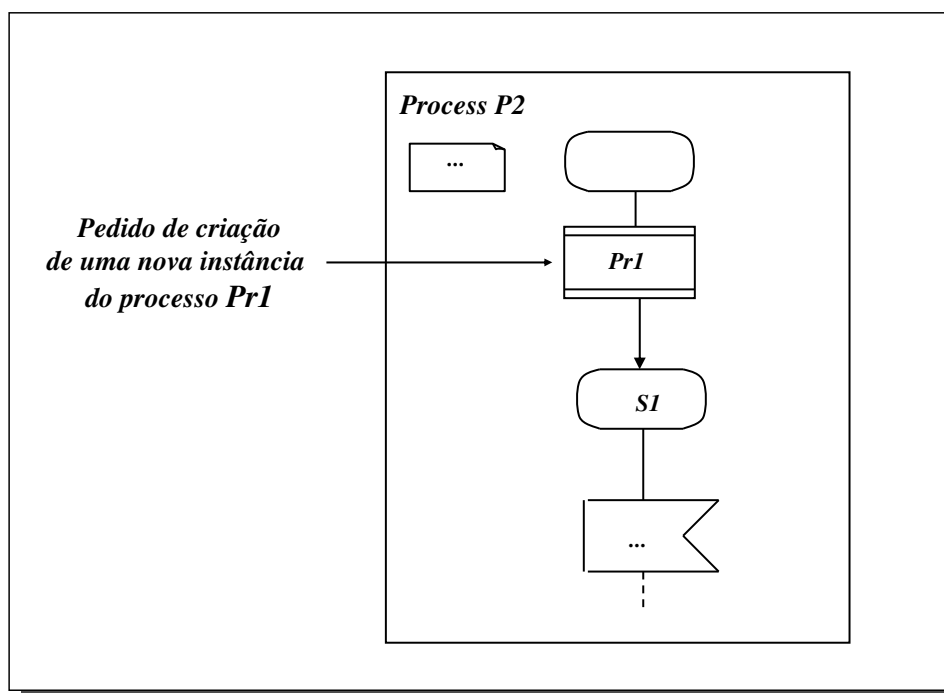 Process P2
...
Pedido de criação
de uma nova instância
do processo Pr1
Pr1
S1
...